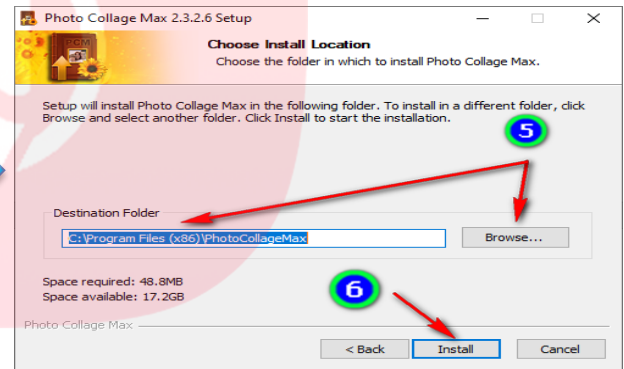 Photo Collage Max 2.3.2.6 Setup
PCM
Choose Install Location
Choose the folder in which to install Photo Collage Max.
Setup will install Photo Collage Max in the following folder. To install in a different folder, click
Browse and select another folder. Click Install to start the installation.
5
Destination Folder
C:\Program Files (x86)\PhotoCollageMax
Browse...
Space required: 48.8MB
Space available: 17.2GB
6
Photo Collage Max
< Back
Install
Cancel